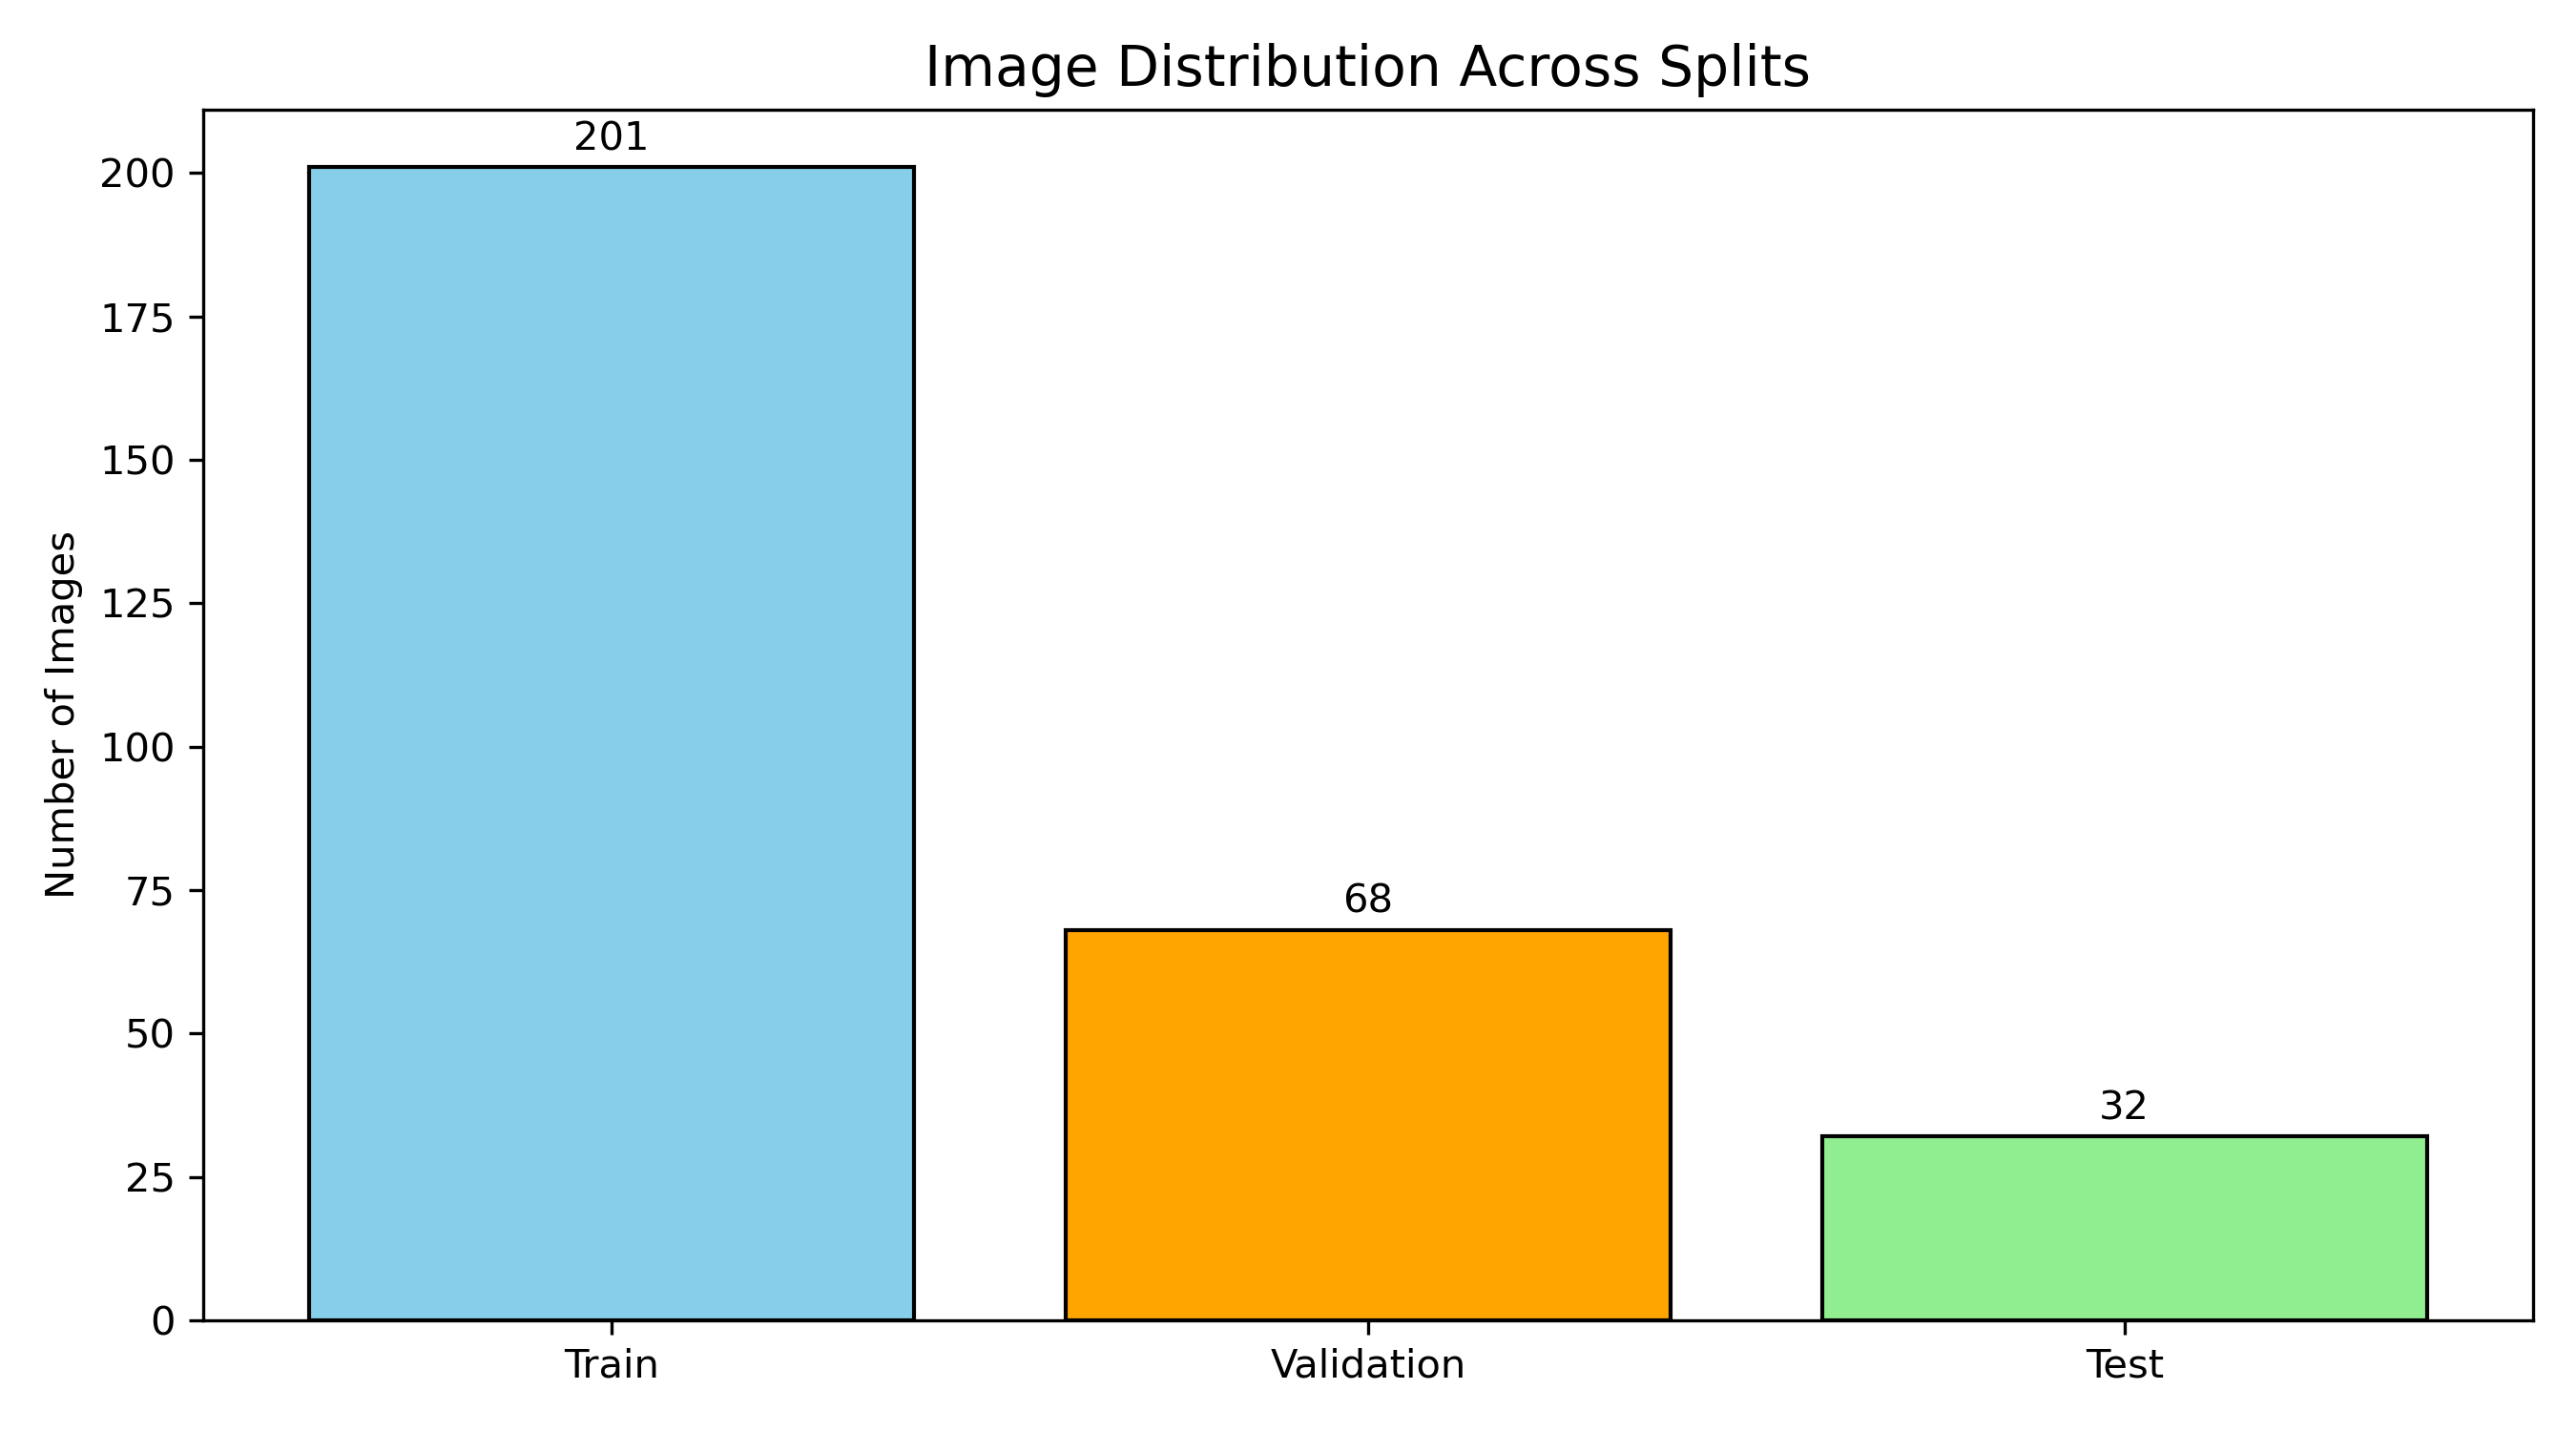 Image Distribution Across Splits
Number of Images
200
175
150
125
100
75
50
25
0
201
68
32
Train
Validation
Test